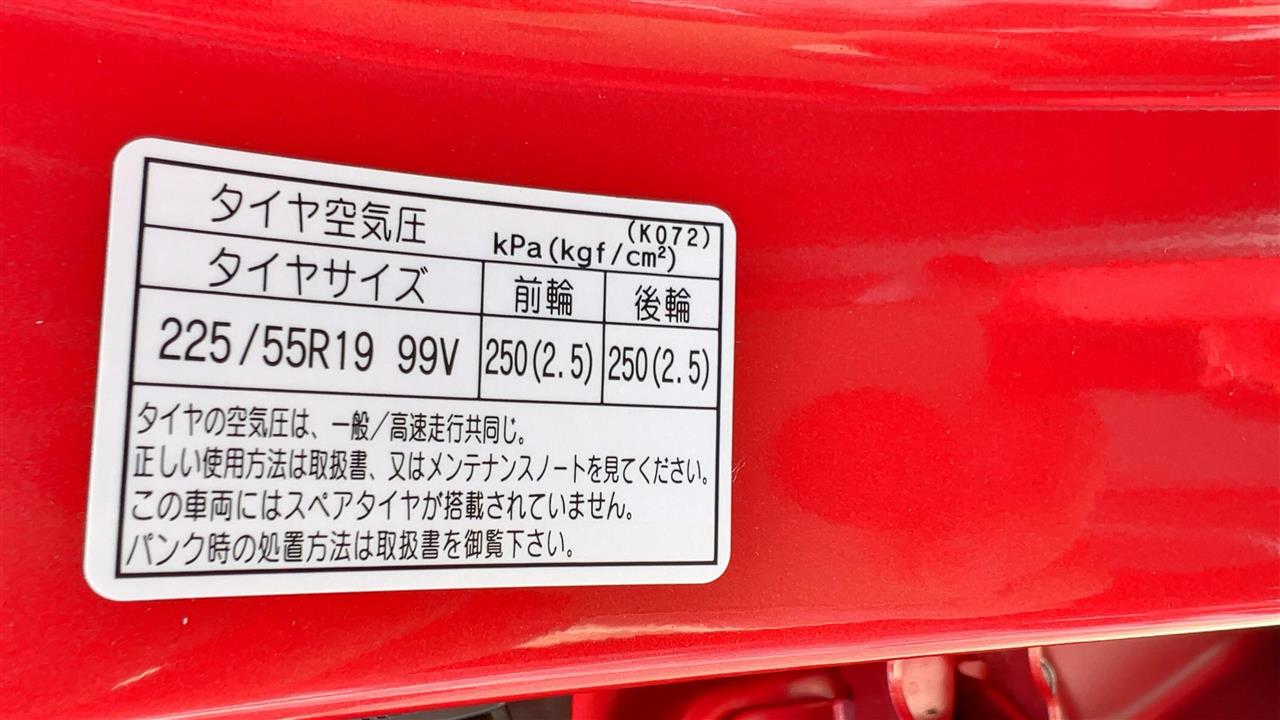 タイヤ空気圧 kPa(kgf/cm²) (K072)
タイヤサイズ 前輪 後輪
225/55R19 99V 250(2.5) 250(2.5)
タイヤの空気圧は、一般/高速走行共同じ。
正しい使用方法は取扱書、又はメンテナンスノートを見てください。
この車両にはスペアタイヤが搭載されていません。
パンク時の処置方法は取扱書を御覧下さい。